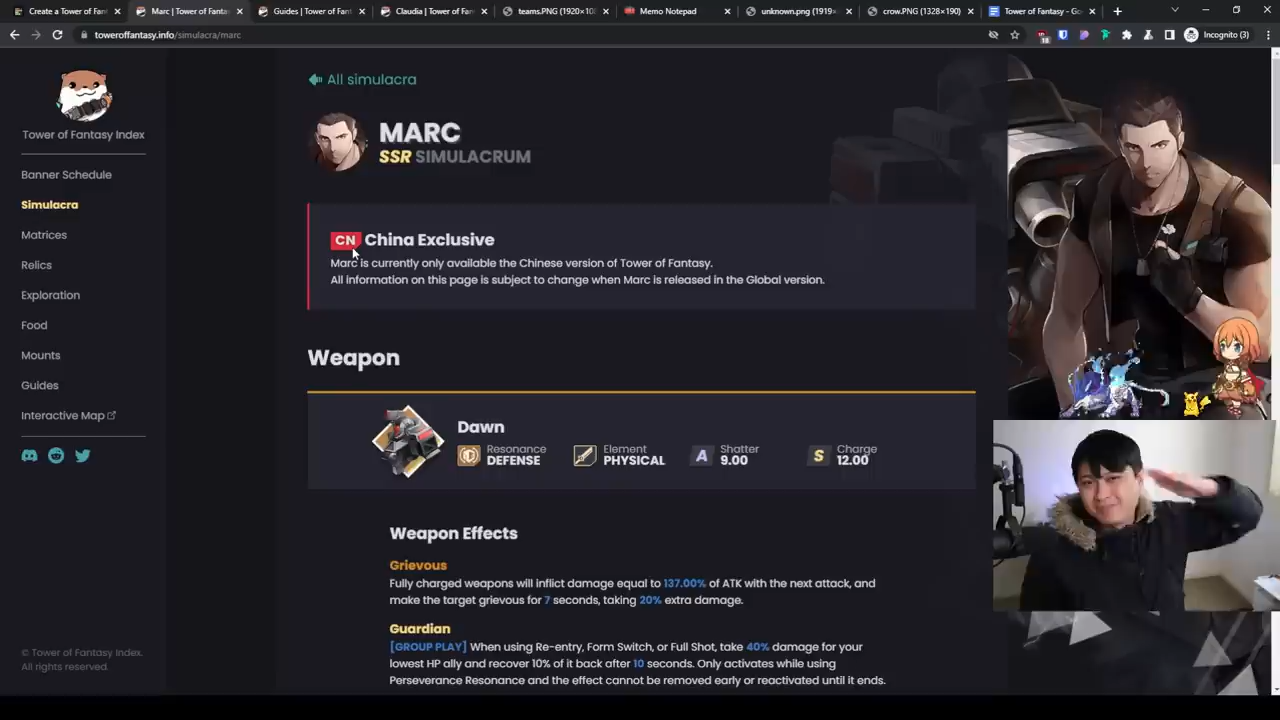 Create a Tower of Fan
Marc | Tower of Fanta
Guides | Tower of Fant
Claudia | Tower of Fan
teams.PNG (1920×10
Memo Notepad
unknown.png (1919×
crow.PNG (1328×190)
Tower of Fantasy - Go
toweroffantasy.info/simulacra/marc
18
Incognito (3)
Tower of Fantasy Index
Banner Schedule
Simulacra
Matrices
Relics
Exploration
Food
Mounts
Guides
Interactive Map
© Tower of Fantasy Index.
All rights reserved.
All simulacra
MARC
SSR SIMULACRUM
CN China Exclusive
Marc is currently only available the Chinese version of Tower of Fantasy.
All information on this page is subject to change when Marc is released in the Global version.
Weapon
Dawn
Resonance
DEFENSE
Element
PHYSICAL
A
Shatter
9.00
S
Charge
12.00
Weapon Effects
Grievous
Fully charged weapons will inflict damage equal to 137.00% of ATK with the next attack, and
make the target grievous for 7 seconds, taking 20% extra damage.
Guardian
[GROUP PLAY] When using Re-entry, Form Switch, or Full Shot, take 40% damage for your
lowest HP ally and recover 10% of it back after 10 seconds. Only activates while using
Perseverance Resonance and the effect cannot be removed early or reactivated until it ends.